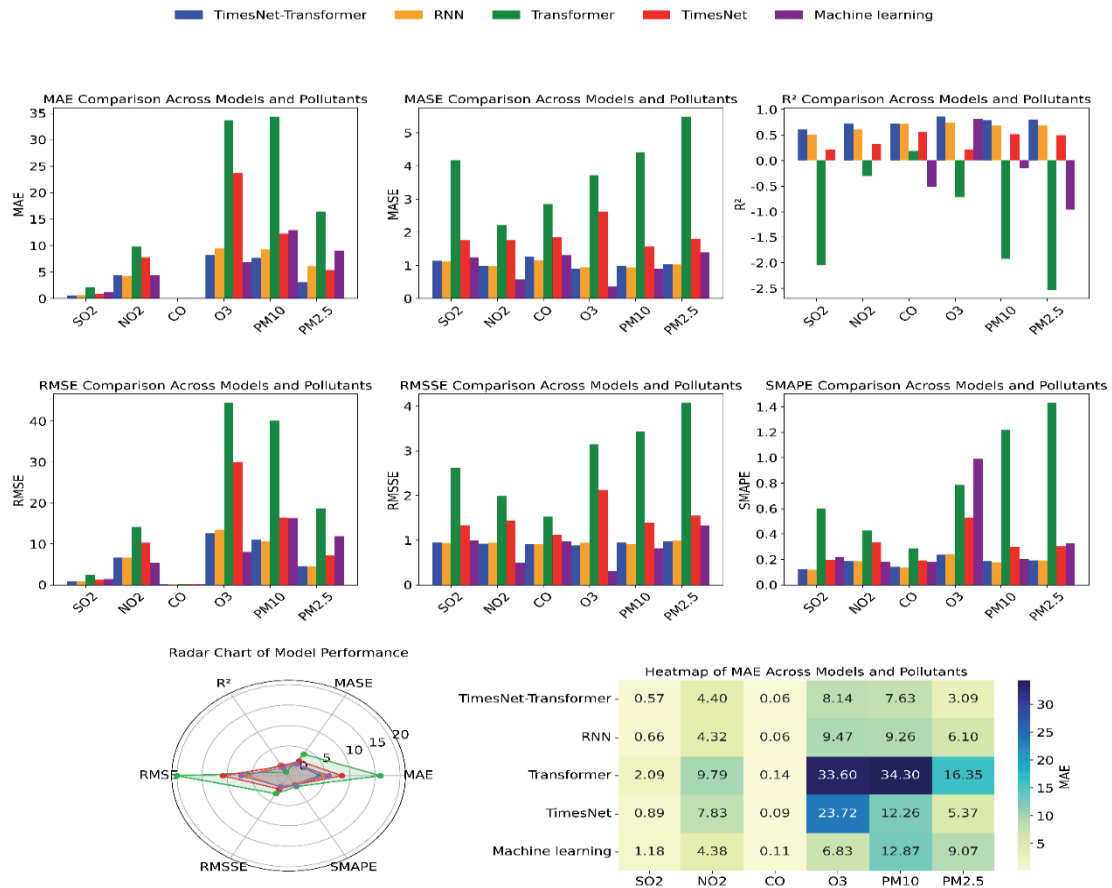 TimesNet-Transformer RNN Transformer TimesNet Machine learning
MAE Comparison Across Models and Pollutants
35
30
25
20
15
10
5
0
MAE
SO2 NO2 CO O3 PM10 PM2.5
MASE Comparison Across Models and Pollutants
5
4
3
2
1
0
MASE
SO2 NO2 CO O3 PM10 PM2.5
R² Comparison Across Models and Pollutants
1.0
0.5
0.0
-0.5
-1.0
-1.5
-2.0
-2.5
R²
SO2 NO2 CO O3 PM10 PM2.5
RMSE Comparison Across Models and Pollutants
40
30
20
10
0
RMSE
SO2 NO2 CO O3 PM10 PM2.5
RMSSE Comparison Across Models and Pollutants
4
3
2
1
0
RMSSE
SO2 NO2 CO O3 PM10 PM2.5
SMAPE Comparison Across Models and Pollutants
1.4
1.2
1.0
0.8
0.6
0.4
0.2
0.0
SMAPE
SO2 NO2 CO O3 PM10 PM2.5
Radar Chart of Model Performance
R² MASE
0 5 10 15 20
RMSE MAE
RMSSE SMAPE
Heatmap of MAE Across Models and Pollutants
TimesNet-Transformer 0.57 4.40 0.06 8.14 7.63 3.09
RNN 0.66 4.32 0.06 9.47 9.26 6.10
Transformer 2.09 9.79 0.14 33.60 34.30 16.35
TimesNet 0.89 7.83 0.09 23.72 12.26 5.37
Machine learning 1.18 4.38 0.11 6.83 12.87 9.07
SO2 NO2 CO O3 PM10 PM2.5
30
25
20
15
10
5
MAE